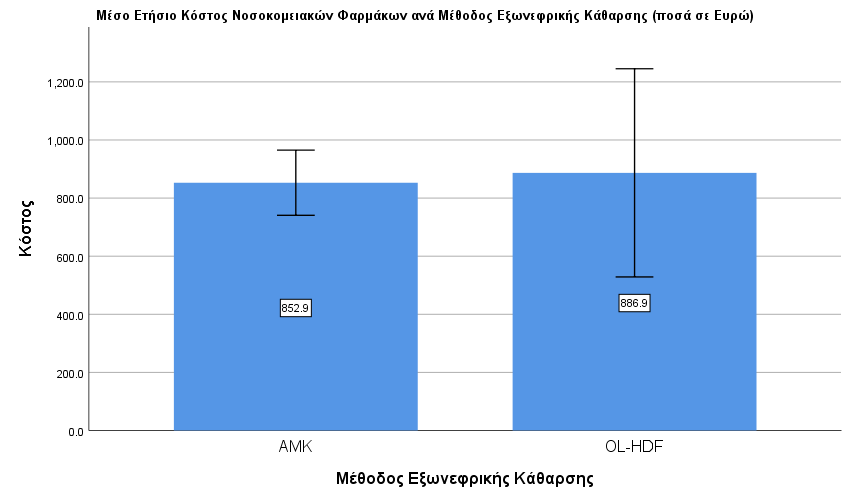 Μέσο Ετήσιο Κόστος Νοσοκομειακών Φαρμάκων ανά Μέθοδος Εξωνεφρικής Κάθαρσης (ποσά σε Ευρώ)
1,200.0
1,000.0
800.0
600.0
400.0
200.0
0.0
Κόστος
852.9
886.9
ΑΜΚ
OL-HDF
Μέθοδος Εξωνεφρικής Κάθαρσης